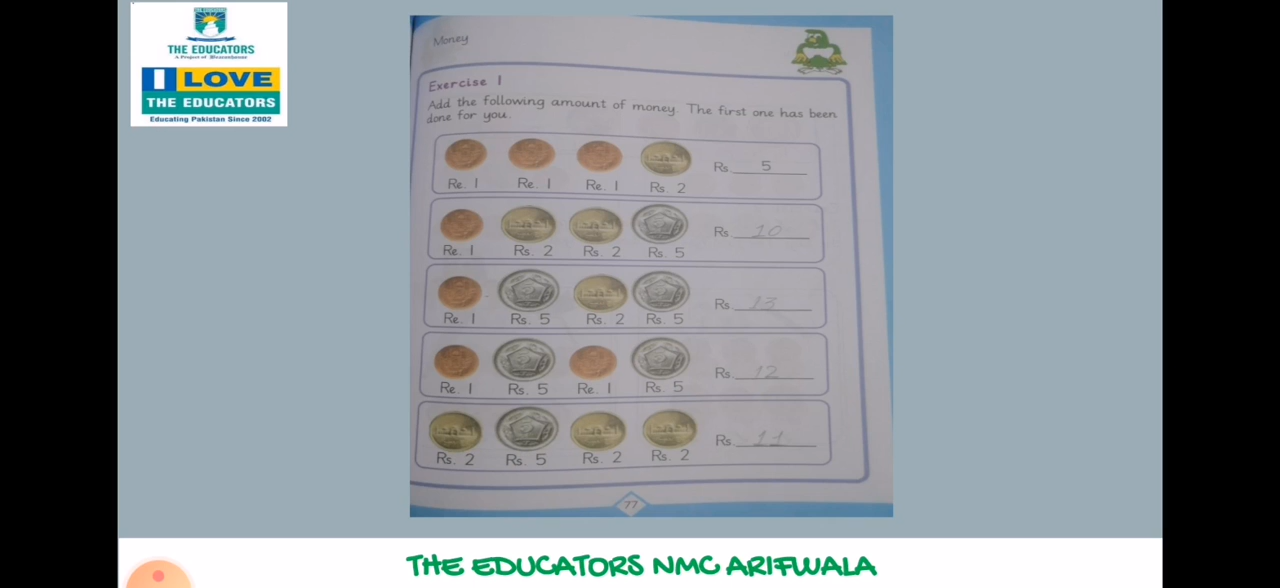 THE EDUCATORS
A Project of Beaconhouse
I LOVE
THE EDUCATORS
Educating Pakistan Since 2002
Money
Exercise 1
Add the following amount of money. The first one has been
done for you.
Re. 1 Re. 1 Re. 1 Rs. 2 Rs. 5
Re. 1 Rs. 2 Rs. 2 Rs. 5 Rs. 10
Re. 1 Rs. 5 Rs. 2 Rs. 5 Rs. 13
Re. 1 Rs. 5 Re. 1 Rs. 5 Rs. 12
Rs. 2 Rs. 5 Rs. 2 Rs. 2 Rs. 11
77
THE EDUCATORS NMC ARIFWALA